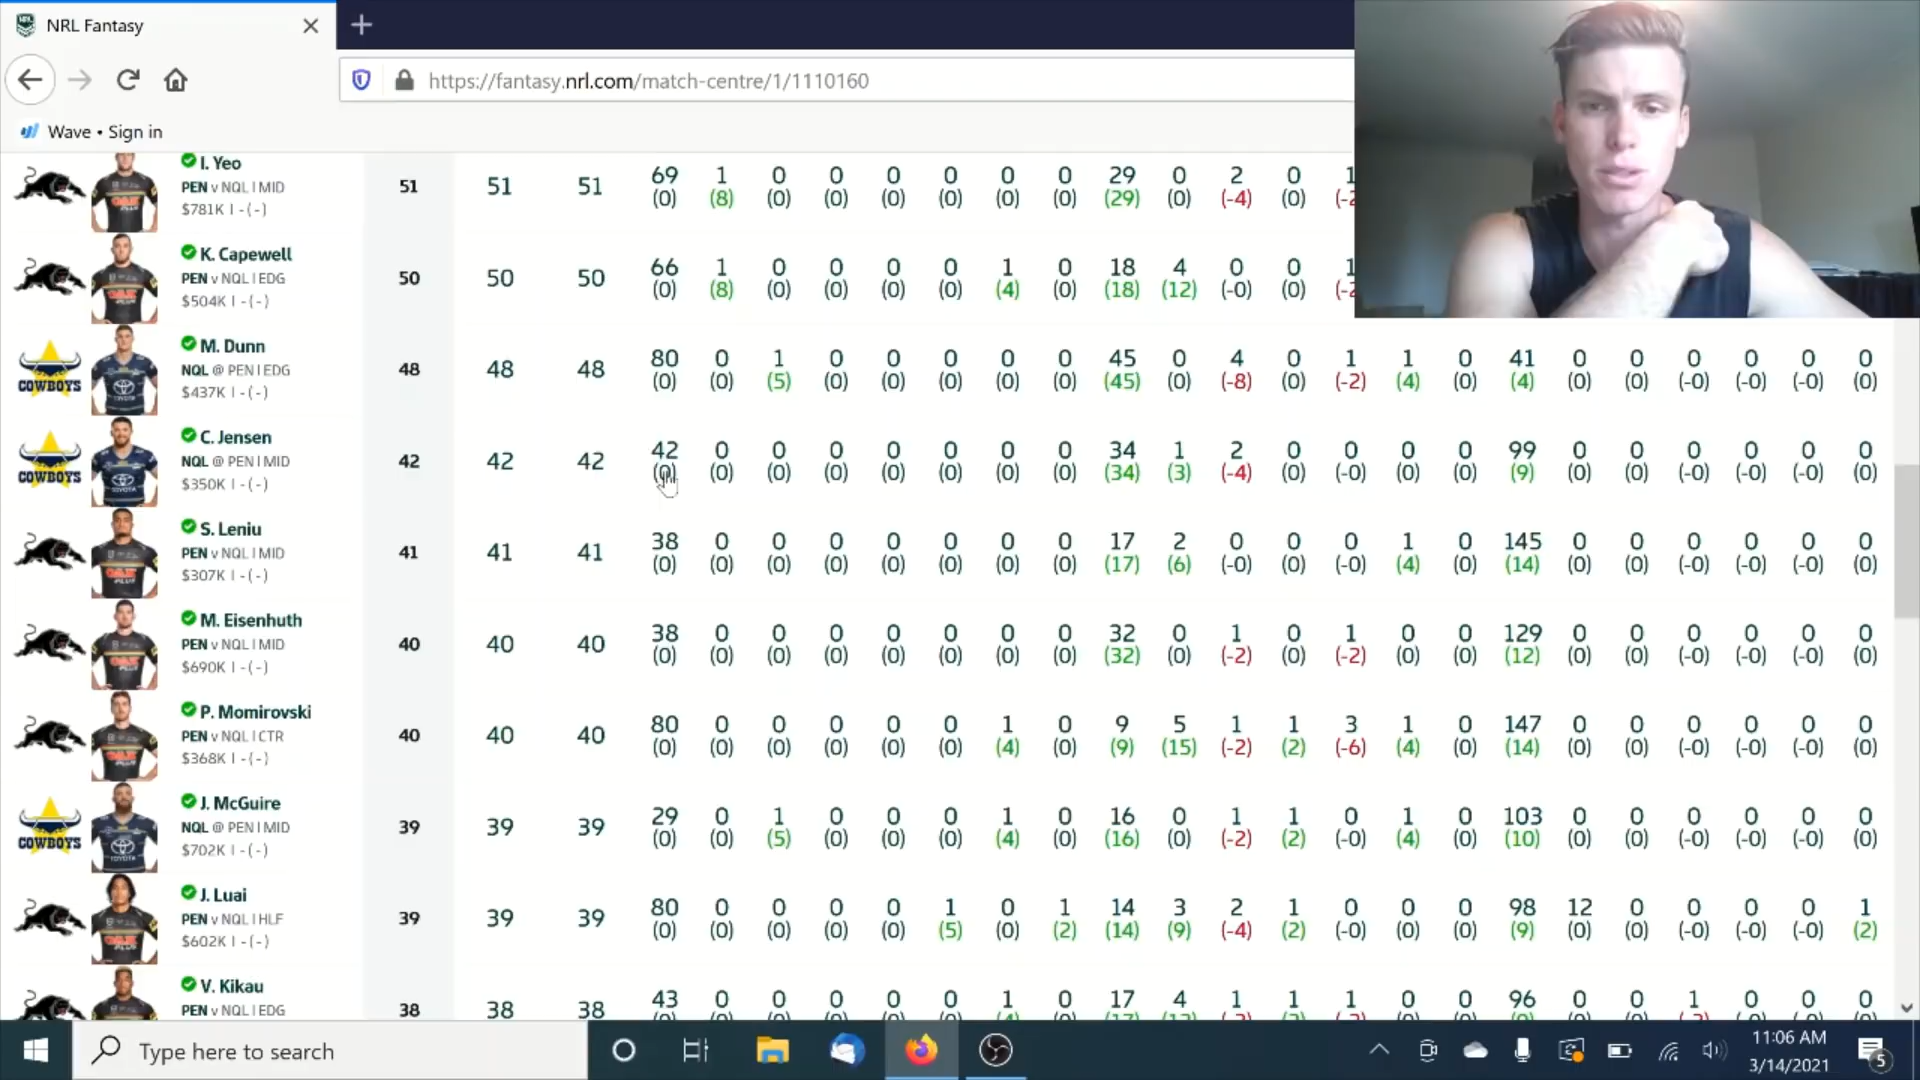 NRL Fantasy
https://fantasy.nrl.com/match-centre/1/1110160
Wave • Sign in
I. Yeo
PEN v NQL | MID
$781K | - (-)
51 51 51 69 1 0 0 0 0 0 0 29 0 2 0 1
(0) (8) (0) (0) (0) (0) (0) (0) (29) (0) (-4) (0)
K. Capewell
PEN v NQL | EDG
$504K | - (-)
50 50 50 66 1 0 0 0 0 1 0 18 4 0 0 1
(0) (8) (0) (0) (0) (0) (4) (0) (18) (12) (-0) (0)
M. Dunn
NQL @ PEN | EDG
$437K | - (-)
48 48 48 80 0 1 0 0 0 0 0 45 0 4 0 1 1 0 41 0 0 0 0 0 0
(0) (0) (5) (0) (0) (0) (0) (0) (45) (0) (-8) (0) (-2) (4) (0) (4) (0) (0) (-0) (-0) (-0) (0)
COWBOYS
C. Jensen
NQL @ PEN | MID
$350K | - (-)
42 42 42 42 0 0 0 0 0 0 0 34 1 2 0 0 0 0 99 0 0 0 0 0 0
(0) (0) (0) (0) (0) (0) (0) (0) (34) (3) (-4) (0) (-0) (0) (0) (9) (0) (0) (-0) (-0) (-0) (0)
COWBOYS
S. Leniu
PEN v NQL | MID
$307K | - (-)
41 41 41 38 0 0 0 0 0 0 0 17 2 0 0 0 1 0 145 0 0 0 0 0 0
(0) (0) (0) (0) (0) (0) (0) (0) (17) (6) (-0) (0) (-0) (4) (0) (14) (0) (0) (-0) (-0) (-0) (0)
M. Eisenhuth
PEN v NQL | MID
$690K | - (-)
40 40 40 38 0 0 0 0 0 0 0 32 0 1 0 1 0 0 129 0 0 0 0 0 0
(0) (0) (0) (0) (0) (0) (0) (0) (32) (0) (-2) (0) (-2) (0) (0) (12) (0) (0) (-0) (-0) (-0) (0)
P. Momirovski
PEN v NQL | CTR
$368K | - (-)
40 40 40 80 0 0 0 0 0 1 0 9 5 1 1 3 1 0 147 0 0 0 0 0 0
(0) (0) (0) (0) (0) (0) (4) (0) (9) (15) (-2) (2) (-6) (4) (0) (14) (0) (0) (-0) (-0) (-0) (0)
J. McGuire
NQL @ PEN | MID
$702K | - (-)
39 39 39 29 0 1 0 0 0 1 0 16 0 1 1 0 1 0 103 0 0 0 0 0 0
(0) (0) (5) (0) (0) (0) (4) (0) (16) (0) (-2) (2) (-0) (4) (0) (10) (0) (0) (-0) (-0) (-0) (0)
COWBOYS
J. Luai
PEN v NQL | HLF
$602K | - (-)
39 39 39 80 0 0 0 0 1 0 1 14 3 2 1 0 0 0 98 12 0 0 0 0 1
(0) (0) (0) (0) (0) (5) (0) (2) (14) (9) (-4) (2) (-0) (0) (0) (9) (0) (0) (-0) (-0) (-0) (2)
V. Kikau
PEN v NQL | EDG
38 38 38 43 0 0 0 0 0 1 0 17 4 1 1 1 0 0 96 0 0 1 0 0 0
Type here to search
11:06 AM
3/14/2021
5